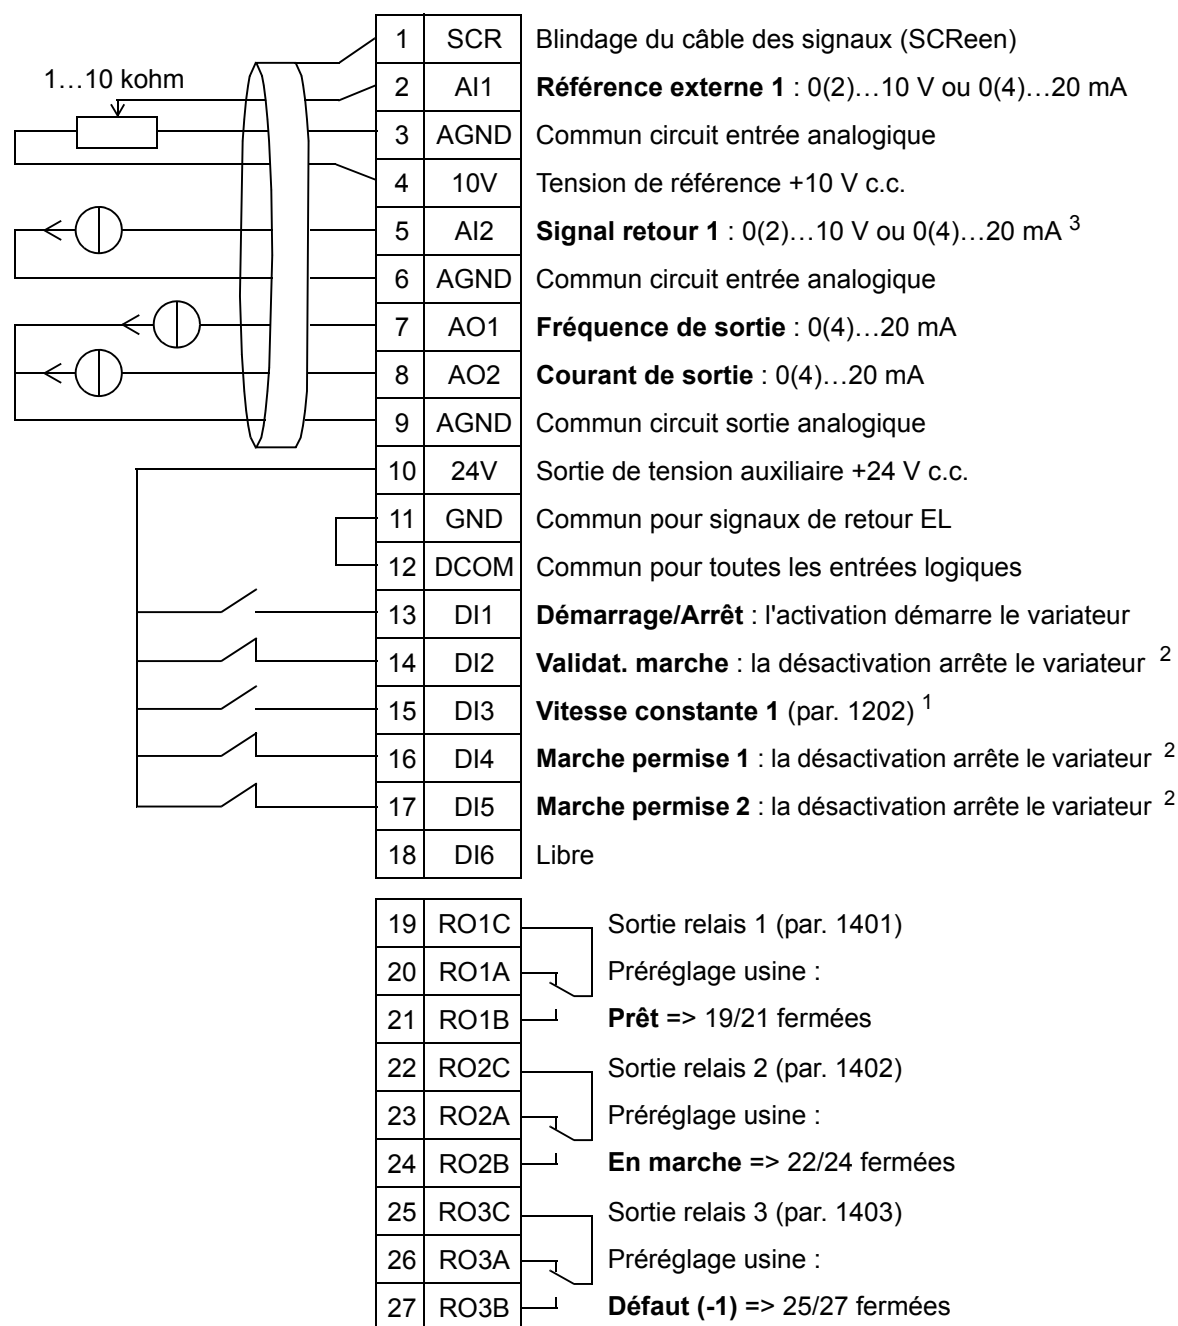 1 SCR Blindage du câble des signaux (SCReen)
1…10 kohm
2 AI1 Référence externe 1 : 0(2)…10 V ou 0(4)…20 mA
3 AGND Commun circuit entrée analogique
4 10V Tension de référence +10 V c.c.
5 AI2 Signal retour 1 : 0(2)…10 V ou 0(4)…20 mA 3
6 AGND Commun circuit entrée analogique
7 AO1 Fréquence de sortie : 0(4)…20 mA
8 AO2 Courant de sortie : 0(4)…20 mA
9 AGND Commun circuit sortie analogique
10 24V Sortie de tension auxiliaire +24 V c.c.
11 GND Commun pour signaux de retour EL
12 DCOM Commun pour toutes les entrées logiques
13 DI1 Démarrage/Arrêt : l'activation démarre le variateur
14 DI2 Validat. marche : la désactivation arrête le variateur 2
15 DI3 Vitesse constante 1 (par. 1202) 1
16 DI4 Marche permise 1 : la désactivation arrête le variateur 2
17 DI5 Marche permise 2 : la désactivation arrête le variateur 2
18 DI6 Libre
19 RO1C Sortie relais 1 (par. 1401)
20 RO1A Préréglage usine :
21 RO1B Prêt => 19/21 fermées
22 RO2C Sortie relais 2 (par. 1402)
23 RO2A Préréglage usine :
24 RO2B En marche => 22/24 fermées
25 RO3C Sortie relais 3 (par. 1403)
26 RO3A Préréglage usine :
27 RO3B Défaut (-1) => 25/27 fermées